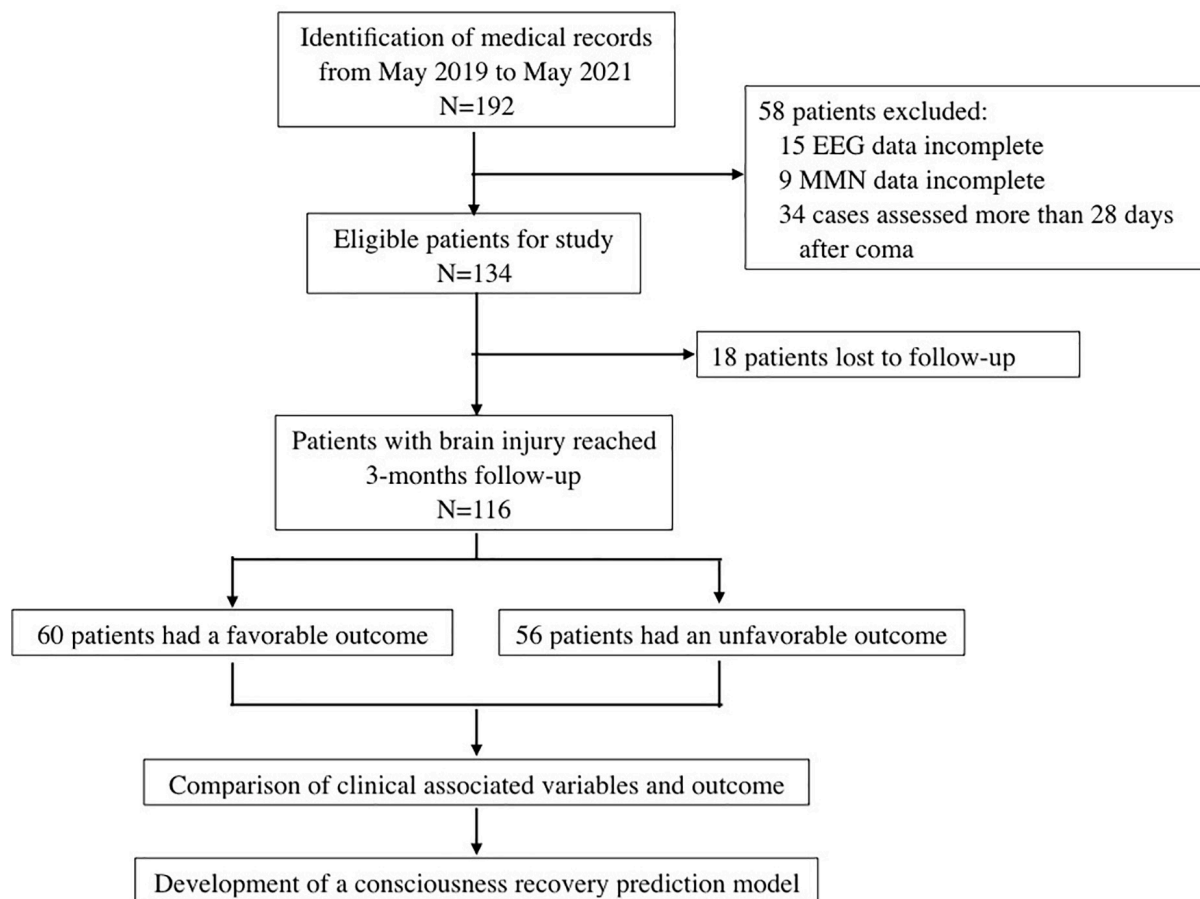 Identification of medical records
from May 2019 to May 2021
N=192
58 patients excluded:
15 EEG data incomplete
9 MMN data incomplete
34 cases assessed more than 28 days
after coma
Eligible patients for study
N=134
18 patients lost to follow-up
Patients with brain injury reached
3-months follow-up
N=116
60 patients had a favorable outcome
56 patients had an unfavorable outcome
Comparison of clinical associated variables and outcome
Development of a consciousness recovery prediction model